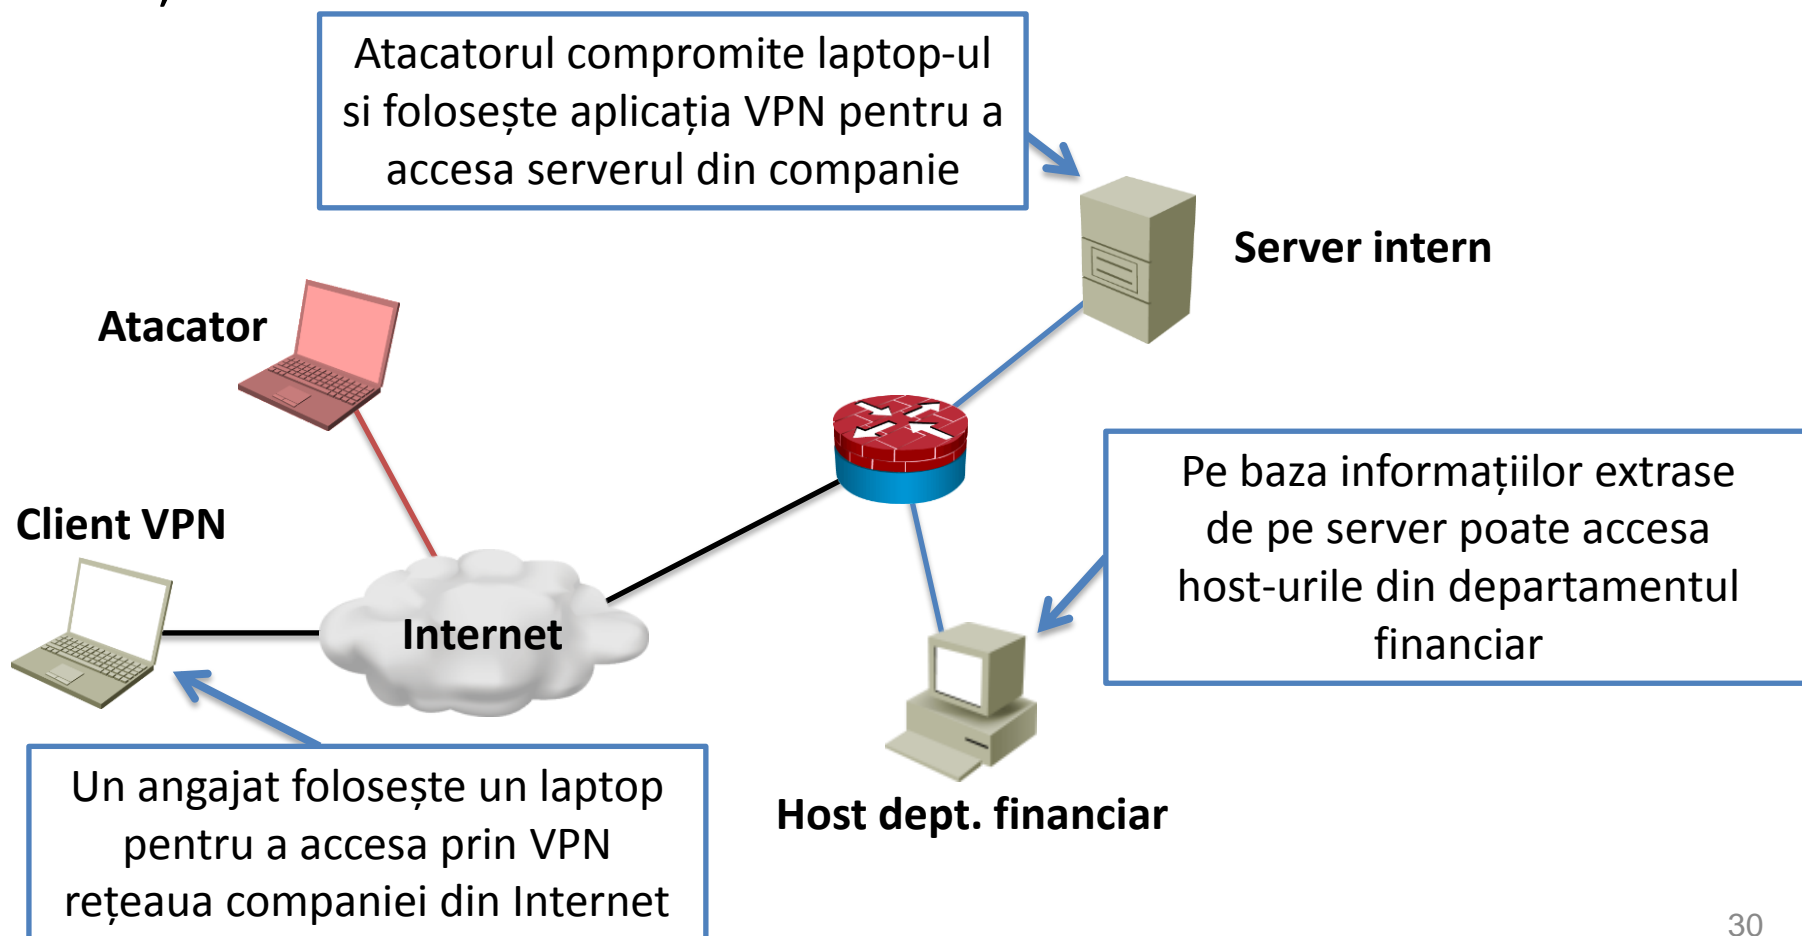 Atacatorul compromite laptop-ul
si folosește aplicația VPN pentru a
accesa serverul din companie
Server intern
Atacator
Client VPN
Internet
Pe baza informațiilor extrase
de pe server poate accesa
host-urile din departamentul
financiar
Host dept. financiar
Un angajat folosește un laptop
pentru a accesa prin VPN
rețeaua companiei din Internet
30